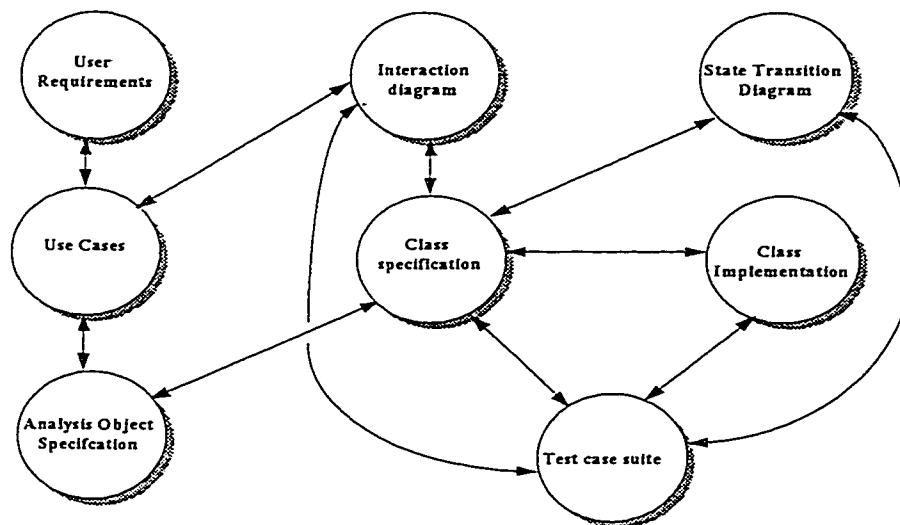 User
Requirements
Interaction
diagram
State Transition
Diagram
Use Cases
Class
specification
Class
Implementation
Analysis Object
Specifcation
Test case suite